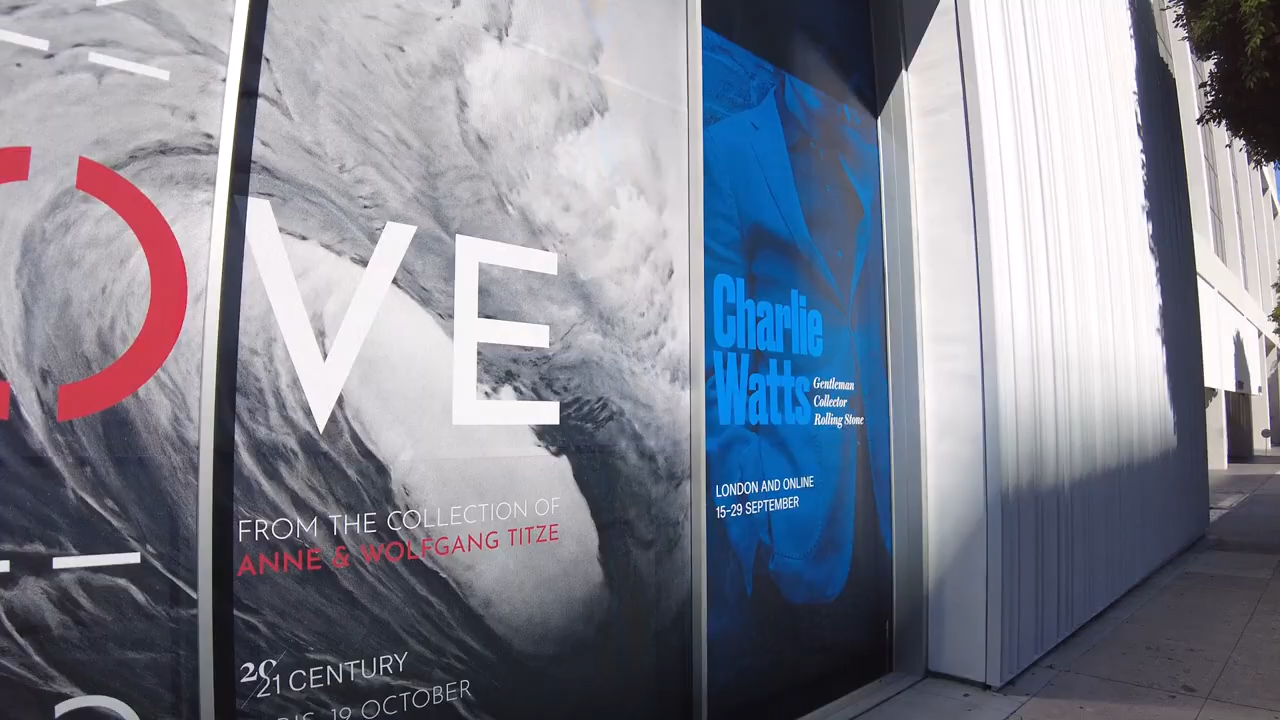 OVE
FROM THE COLLECTION OF
ANNE & WOLFGANG TITZE
20/21 CENTURY
19 OCTOBER
Charlie
Watts
Gentleman
Collector
Rolling Stone
LONDON AND ONLINE
15-29 SEPTEMBER